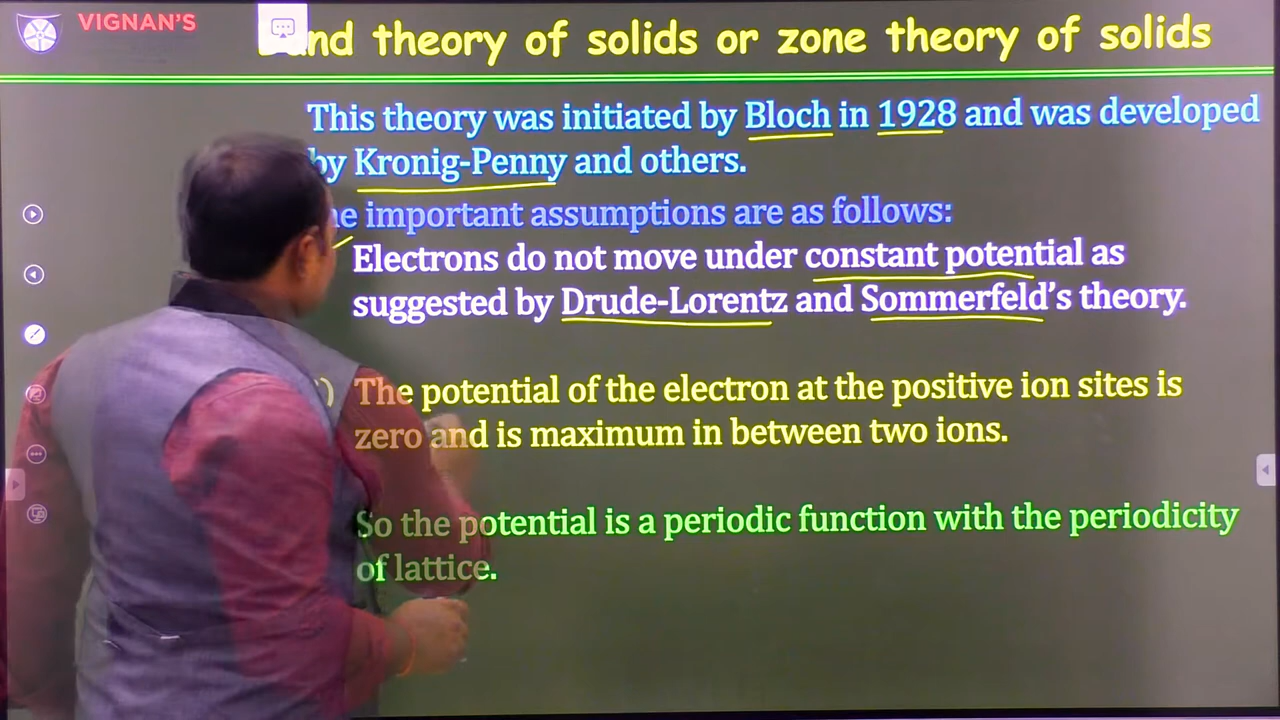 VIGNAN'S
theory of solids or zone theory of solids
This theory was initiated by Bloch in 1928 and was developed
by Kronig-Penny and others.
important assumptions are as follows:
Electrons do not move under constant potential as
suggested by Drude-Lorentz and Sommerfeld's theory.
) The potential of the electron at the positive ion sites is
zero and is maximum in between two ions.
So the potential is a periodic function with the periodicity
of lattice.